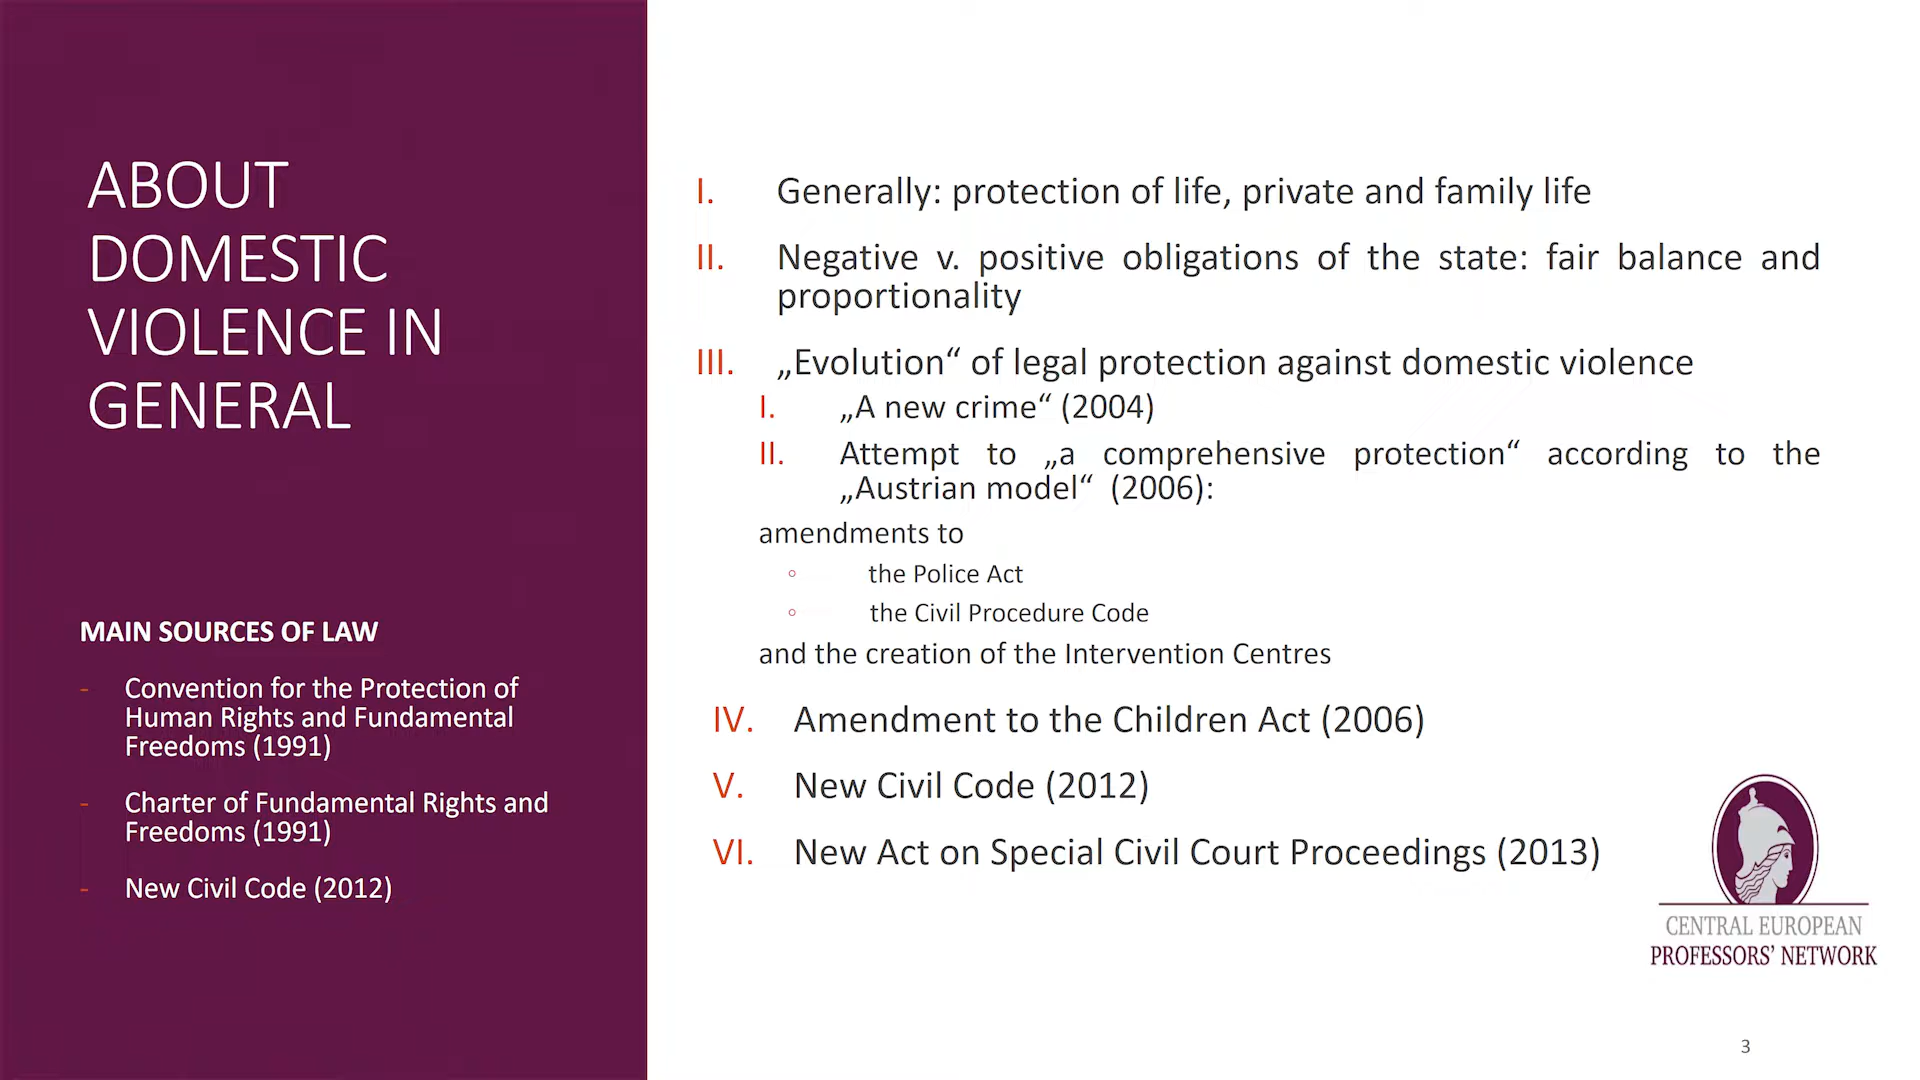 ABOUT
DOMESTIC
VIOLENCE IN
GENERAL
MAIN SOURCES OF LAW
- Convention for the Protection of
Human Rights and Fundamental
Freedoms (1991)
- Charter of Fundamental Rights and
Freedoms (1991)
- New Civil Code (2012)
I. Generally: protection of life, private and family life
II. Negative v. positive obligations of the state: fair balance and
proportionality
III. „Evolution“ of legal protection against domestic violence
I. „A new crime“ (2004)
II. Attempt to „a comprehensive protection“ according to the
„Austrian model“ (2006):
amendments to
◦ the Police Act
◦ the Civil Procedure Code
and the creation of the Intervention Centres
IV. Amendment to the Children Act (2006)
V. New Civil Code (2012)
VI. New Act on Special Civil Court Proceedings (2013)
CENTRAL EUROPEAN
PROFESSORS’ NETWORK
3